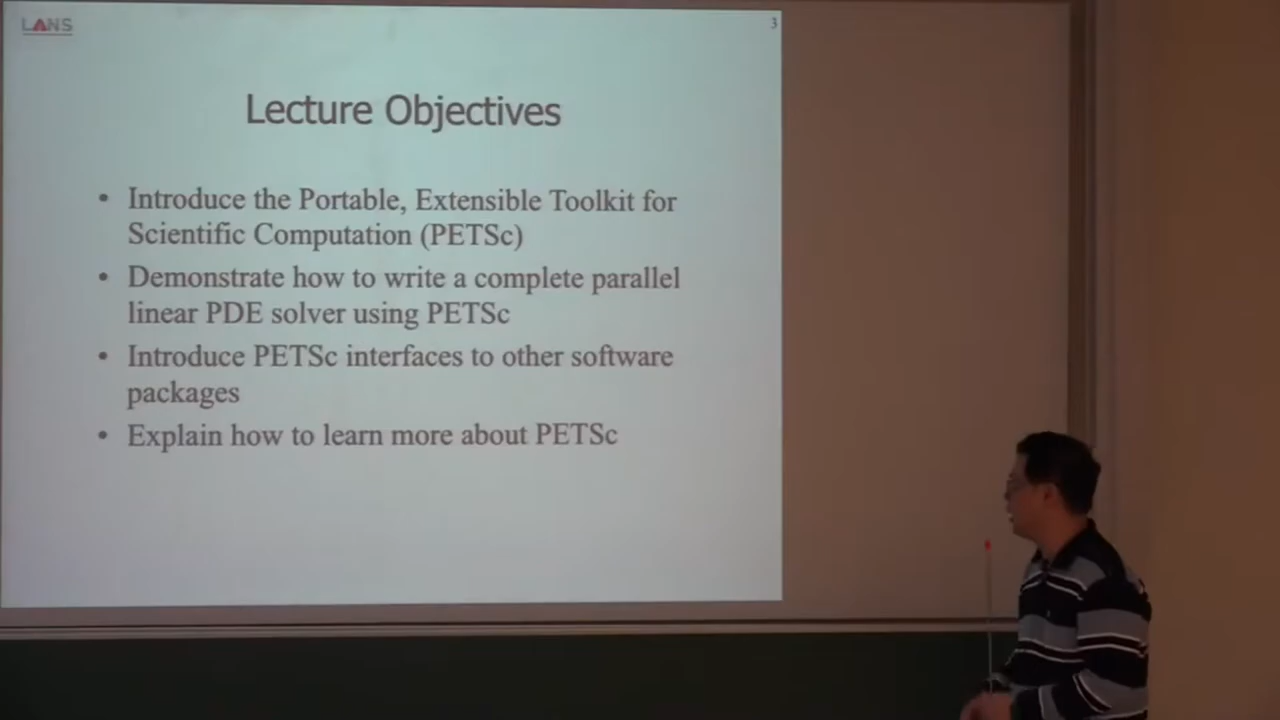 LANS
3
Lecture Objectives
• Introduce the Portable, Extensible Toolkit for
Scientific Computation (PETSc)
• Demonstrate how to write a complete parallel
linear PDE solver using PETSc
• Introduce PETSc interfaces to other software
packages
• Explain how to learn more about PETSc